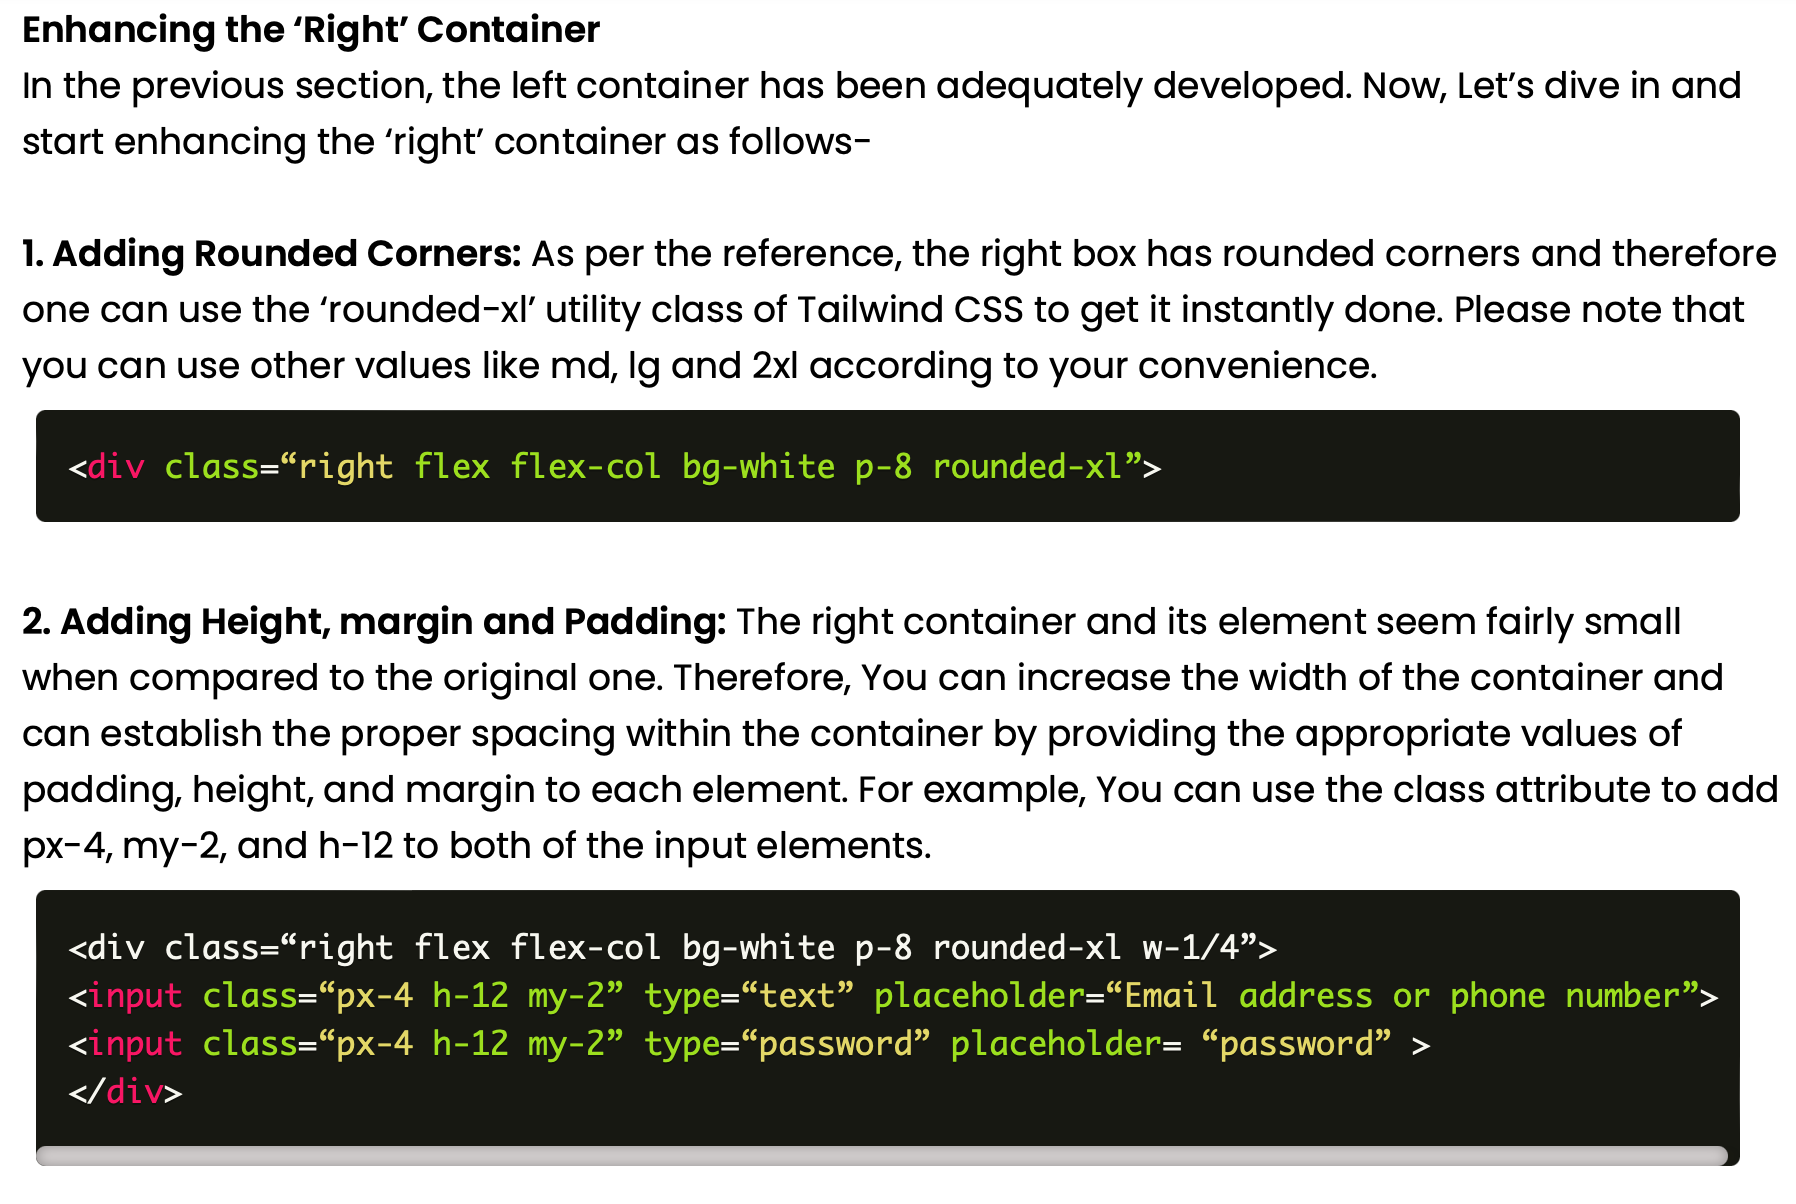 Enhancing the ‘Right’ Container
In the previous section, the left container has been adequately developed. Now, Let’s dive in and
start enhancing the ‘right’ container as follows-
1. Adding Rounded Corners: As per the reference, the right box has rounded corners and therefore
one can use the ‘rounded-xl’ utility class of Tailwind CSS to get it instantly done. Please note that
you can use other values like md, lg and 2xl according to your convenience.
<div class=“right flex flex-col bg-white p-8 rounded-xl”>
2. Adding Height, margin and Padding: The right container and its element seem fairly small
when compared to the original one. Therefore, You can increase the width of the container and
can establish the proper spacing within the container by providing the appropriate values of
padding, height, and margin to each element. For example, You can use the class attribute to add
px-4, my-2, and h-12 to both of the input elements.
<div class=“right flex flex-col bg-white p-8 rounded-xl w-1/4”>
<input class=“px-4 h-12 my-2” type=“text” placeholder=“Email address or phone number”>
<input class=“px-4 h-12 my-2” type=“password” placeholder= “password” >
</div>